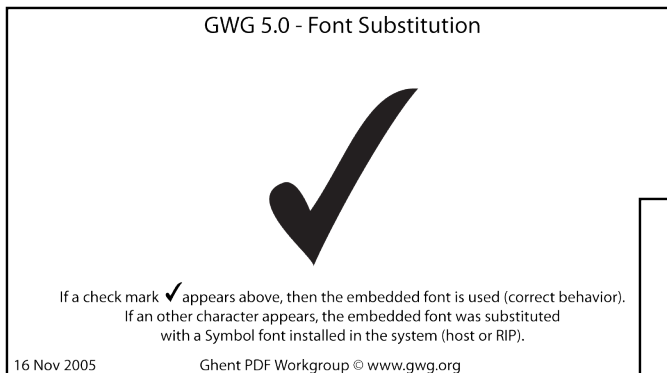 GWG 5.0 - Font Substitution
✔
If a check mark ✔ appears above, then the embedded font is used (correct behavior).
If an other character appears, the embedded font was substituted
with a Symbol font installed in the system (host or RIP).
16 Nov 2005 Ghent PDF Workgroup © www.gwg.org